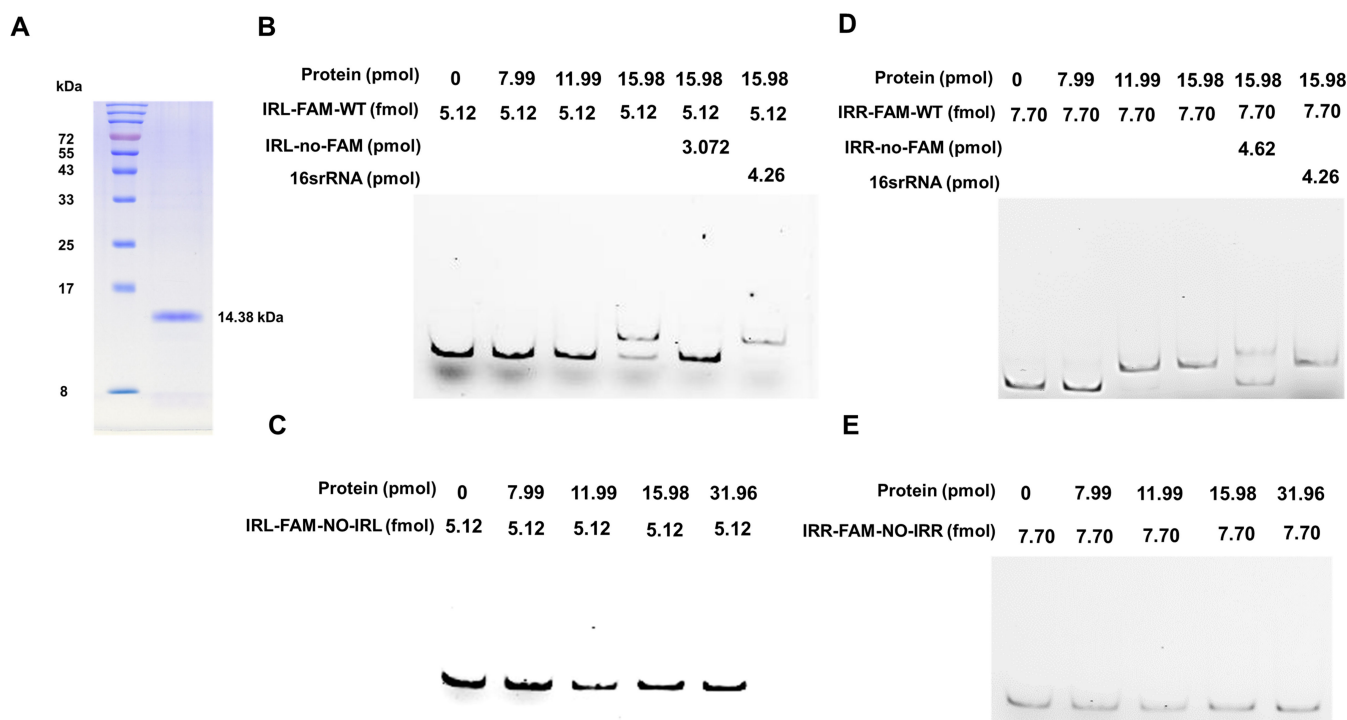 A
kDa
72
55
43
33
25
17
8
14.38 kDa
B
Protein (pmol) 0 7.99 11.99 15.98 15.98 15.98
IRL-FAM-WT (fmol) 5.12 5.12 5.12 5.12 5.12 5.12
IRL-no-FAM (pmol) 3.072
16srRNA (pmol) 4.26
C
Protein (pmol) 0 7.99 11.99 15.98 31.96
IRL-FAM-NO-IRL (fmol) 5.12 5.12 5.12 5.12 5.12
D
Protein (pmol) 0 7.99 11.99 15.98 15.98 15.98
IRR-FAM-WT (fmol) 7.70 7.70 7.70 7.70 7.70 7.70
IRR-no-FAM (pmol) 4.62
16srRNA (pmol) 4.26
E
Protein (pmol) 0 7.99 11.99 15.98 31.96
IRR-FAM-NO-IRR (fmol) 7.70 7.70 7.70 7.70 7.70